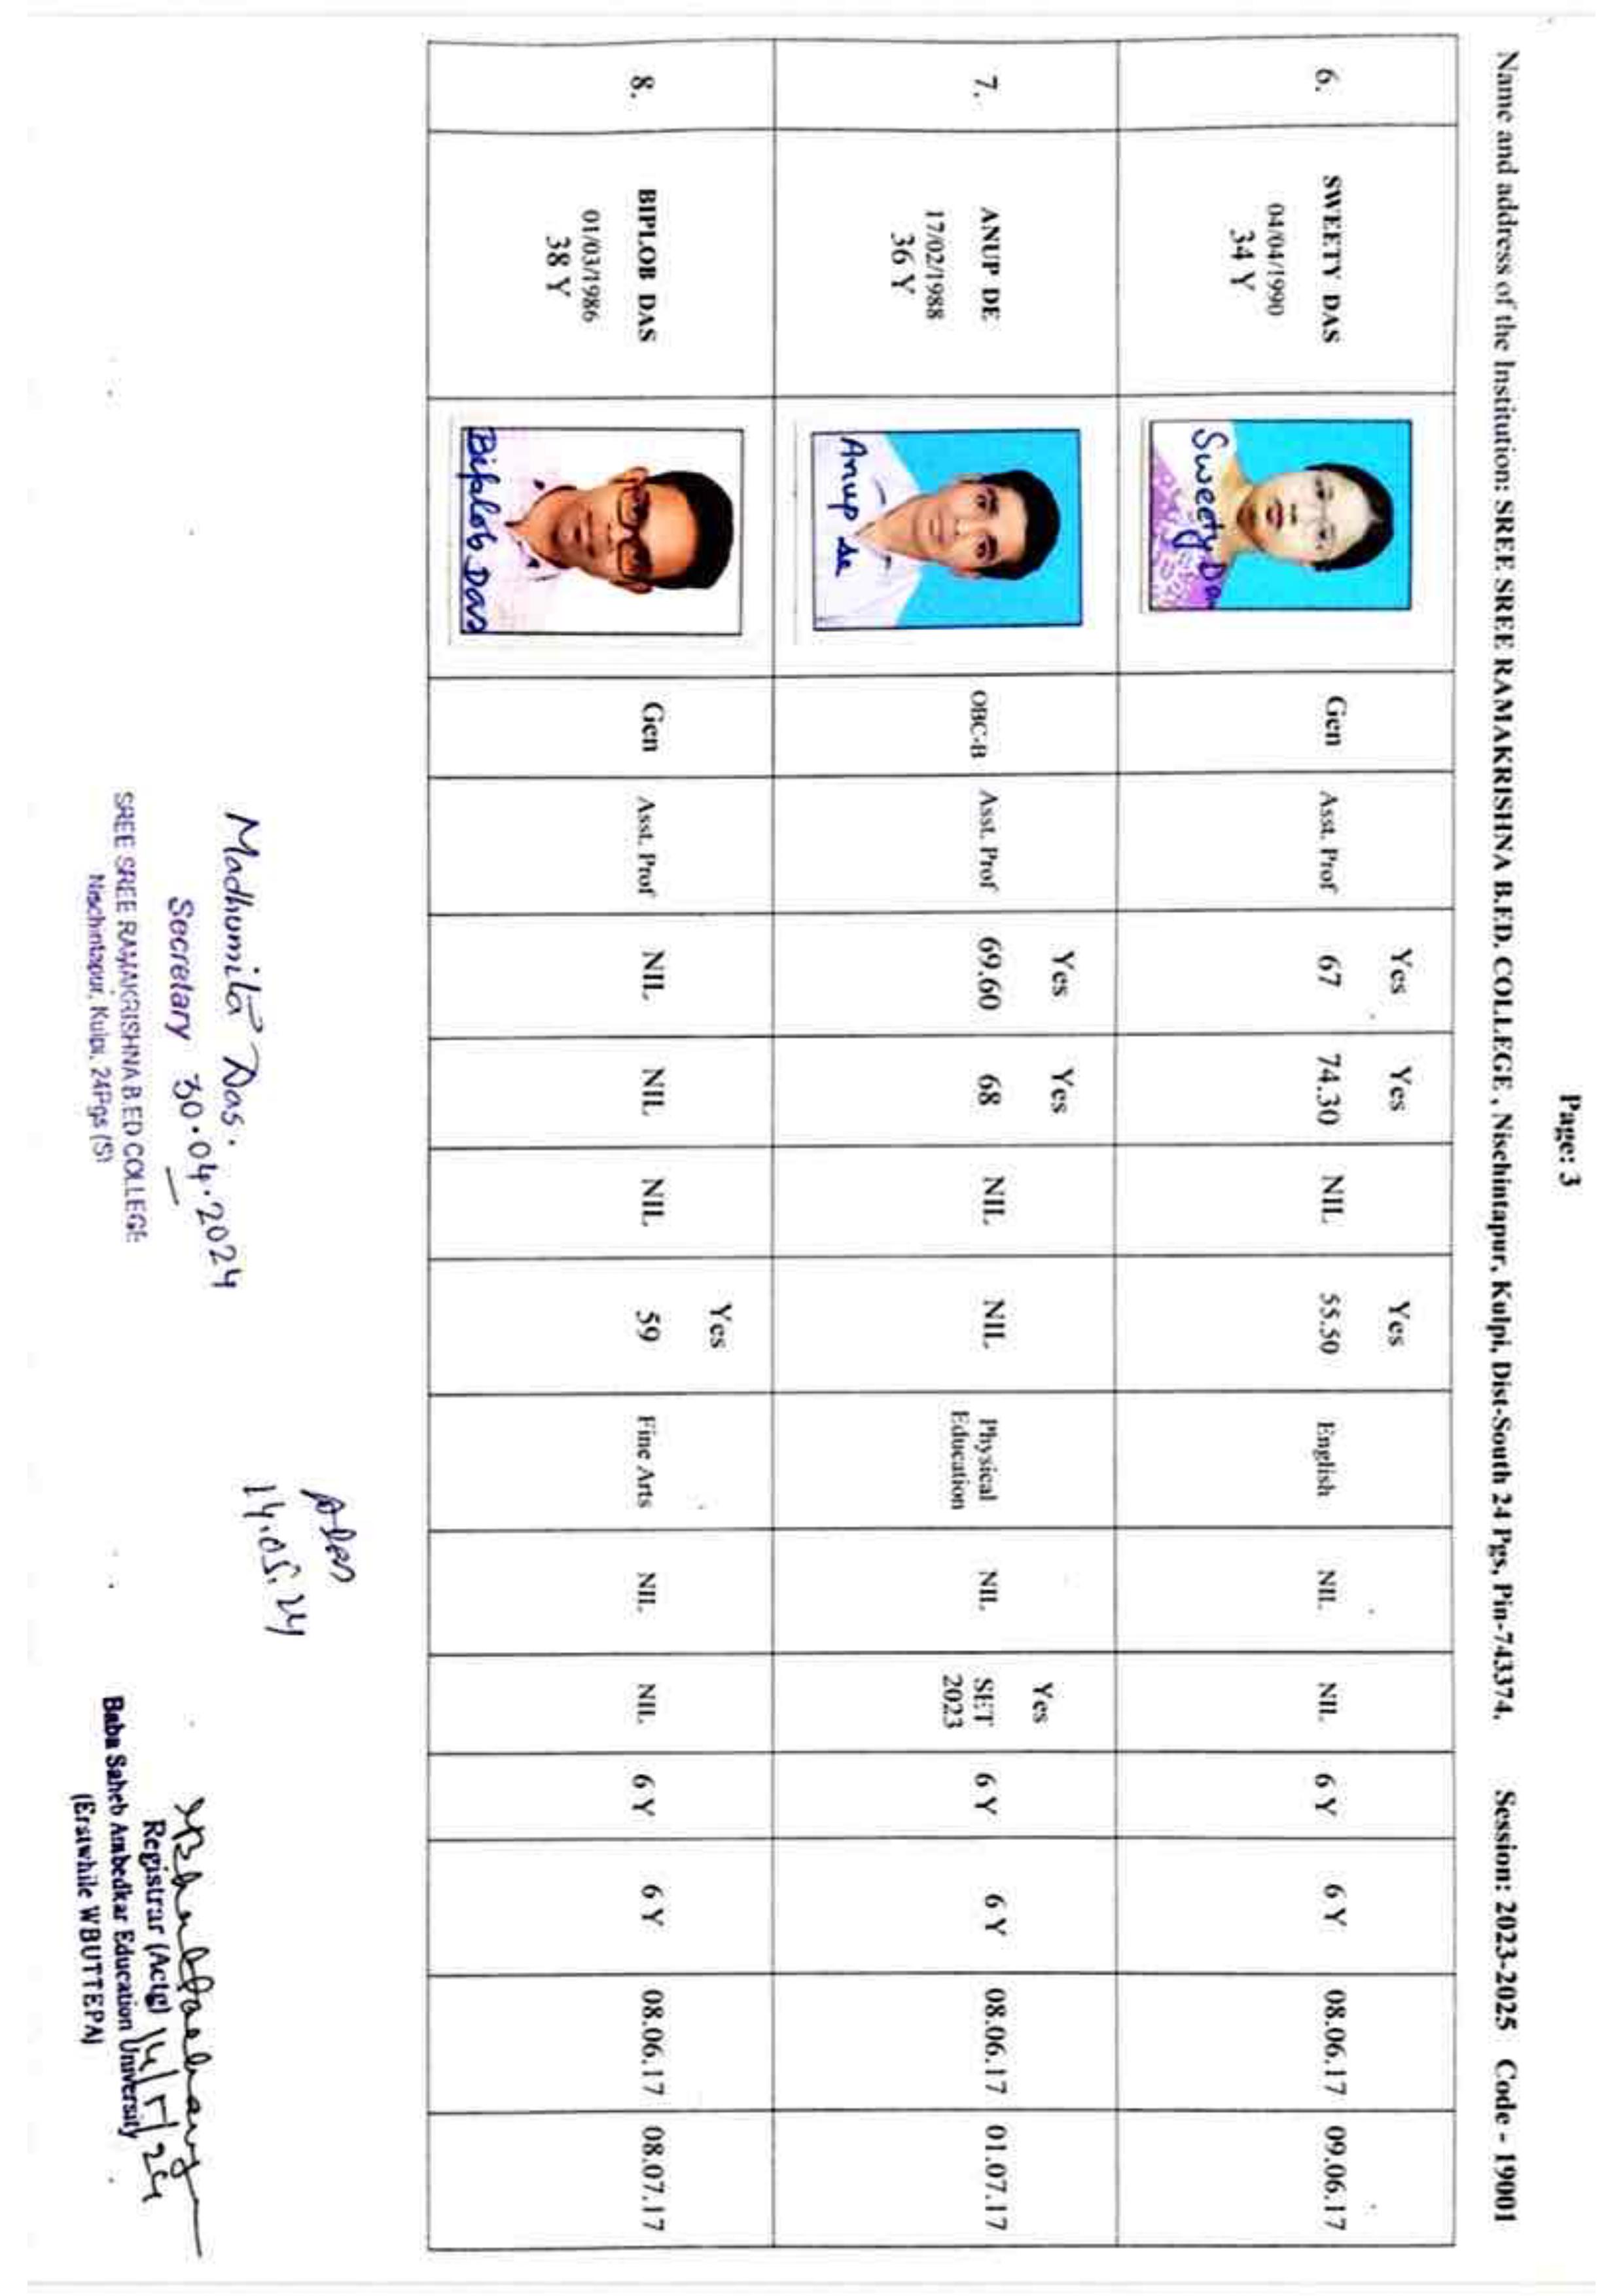 Page: 3
Name and address of the Institution: SREE SREE RAMAKRISHNA B.ED. COLLEGE, Nischintapur, Kulpi, Dist-South 24 Pgs, Pin-743374. Session: 2023-2025 Code - 19001
6.
SWEETY DAS
04/04/1990
34 Y
Sweety Das
Gen
Asst. Prof
Yes
67
Yes
74.30
NIL
Yes
55.50
English
NIL
NIL
6 Y
6 Y
08.06.17
09.06.17
7.
ANUP DE
17/02/1988
36 Y
Anup De
OBC-B
Asst. Prof
Yes
69.60
Yes
68
NIL
NIL
Physical
Education
NIL
Yes
SET
2023
6 Y
6 Y
08.06.17
01.07.17
8.
BIPLOB DAS
01/03/1986
38 Y
Biplob Das
Gen
Asst. Prof
NIL
NIL
NIL
Yes
59
Fine Arts
NIL
NIL
6 Y
6 Y
08.06.17
08.07.17
Madhumita Das.
Secretary 30.04.2024
SREE SREE RAMAKRISHNA B.ED COLLEGE
Nischintapur, Kulpi, 24Pgs (S)
14.05.24
Registrar (Actg) 14/5/24
Baba Saheb Ambedkar Education University
(Erstwhile WBUTTEPA)